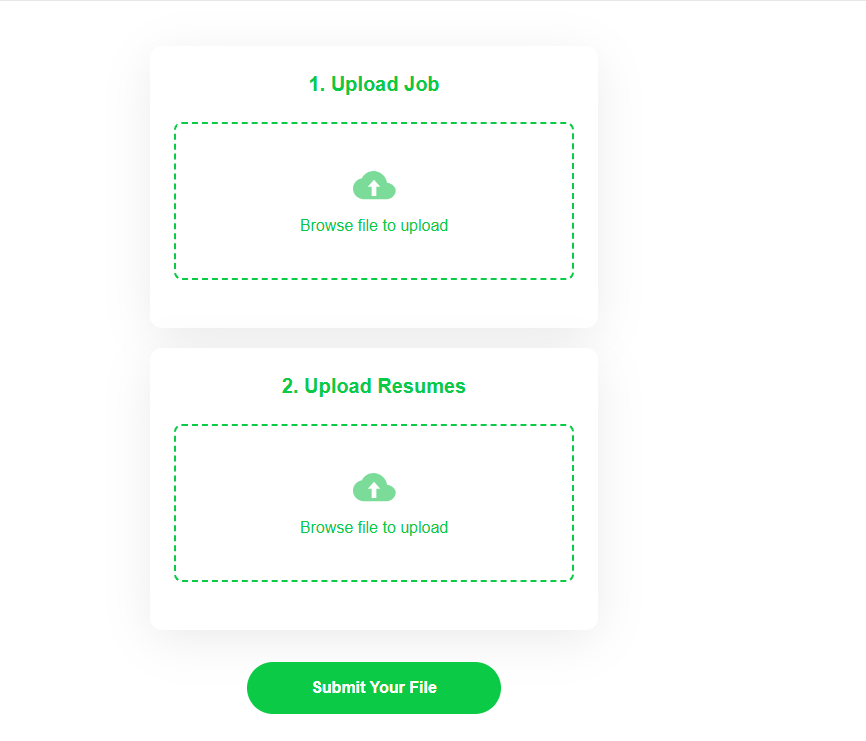 1. Upload Job
Browse file to upload
2. Upload Resumes
Browse file to upload
Submit Your File